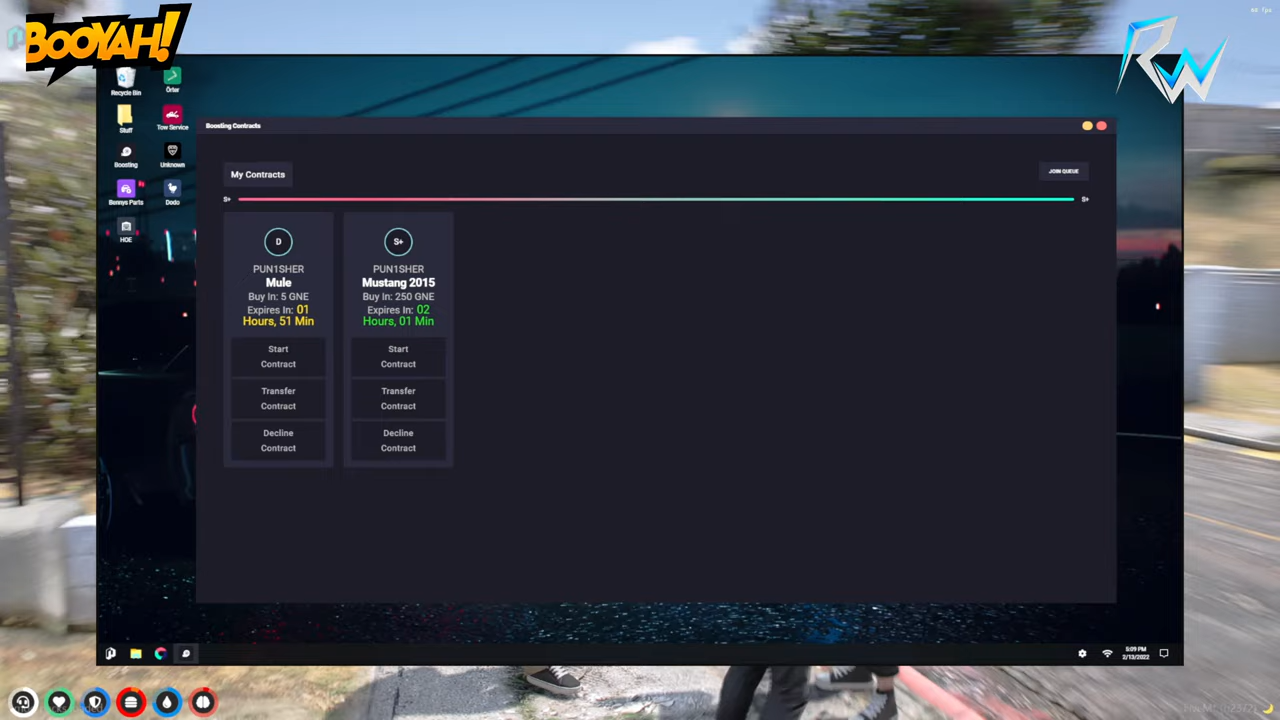 BOOYAH!
RW
Recycle Bin
Örter
Stuff
Tow Service
Boosting
Unknown
Bennys Parts
Dodo
HOE
Boosting Contracts
My Contracts
JOIN QUEUE
S+
S+
D
PUN1SHER
Mule
Buy In: 5 GNE
Expires In: 01
Hours, 51 Min
Start
Contract
Transfer
Contract
Decline
Contract
S+
PUN1SHER
Mustang 2015
Buy In: 250 GNE
Expires In: 02
Hours, 01 Min
Start
Contract
Transfer
Contract
Decline
Contract
5:09 PM
2/13/2022